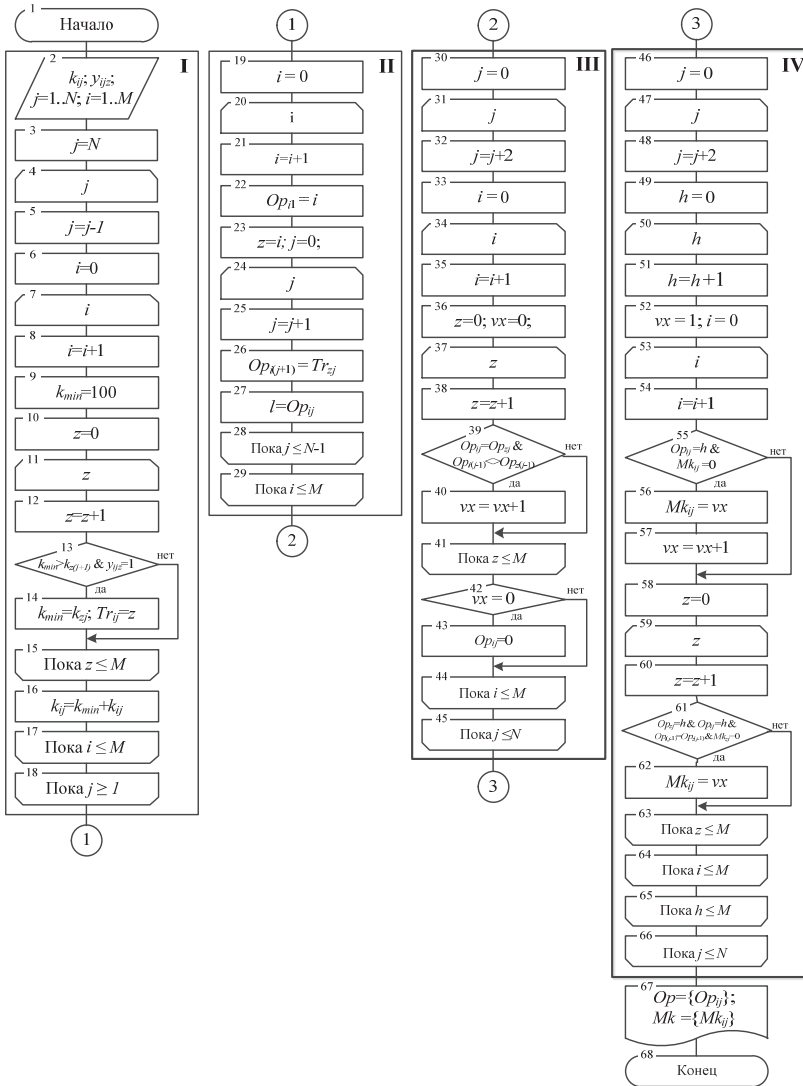 1
Начало
I
2
k_ij; y_ijz;
j=1..N; i=1..M
3
j=N
4
j
5
j=j-1
6
i=0
7
i
8
i=i+1
9
k_min=100
10
z=0
11
z
12
z=z+1
13
k_min>k_z(j+1) & y_ijz=1
нет
да
14
k_min=k_zj; Tr_ij=z
15
Пока z ≤ M
16
k_ij=k_min+k_ij
17
Пока i ≤ M
18
Пока j ≥ 1
1
1
II
19
i = 0
20
i
21
i=i+1
22
Op_i1 = i
23
z=i; j=0;
24
j
25
j=j+1
26
Op_i(j+1) = Tr_zj
27
l=Op_ij
28
Пока j ≤ N-1
29
Пока i ≤ M
2
2
III
30
j = 0
31
j
32
j=j+2
33
i = 0
34
i
35
i=i+1
36
z=0; vx=0;
37
z
38
z=z+1
39
Op_ij=Op_zj &
Op_i(j-1)<>Op_z(j-1)
нет
да
40
vx = vx+1
41
Пока z ≤ M
42
vx = 0
нет
да
43
Op_ij=0
44
Пока i ≤ M
45
Пока j ≤N
3
3
IV
46
j = 0
47
j
48
j=j+2
49
h = 0
50
h
51
h= h+1
52
vx = 1; i = 0
53
i
54
i=i+1
55
Op_ij=h &
Mk_ij =0
нет
да
56
Mk_ij = vx
57
vx = vx+1
58
z=0
59
z
60
z=z+1
61
нет
да
62
Mk_ij = vx
63
Пока z ≤ M
64
Пока i ≤ M
65
Пока h ≤ M
66
Пока j ≤ N
67
Op={Op_ij};
Mk ={Mk_ij}
68
Конец